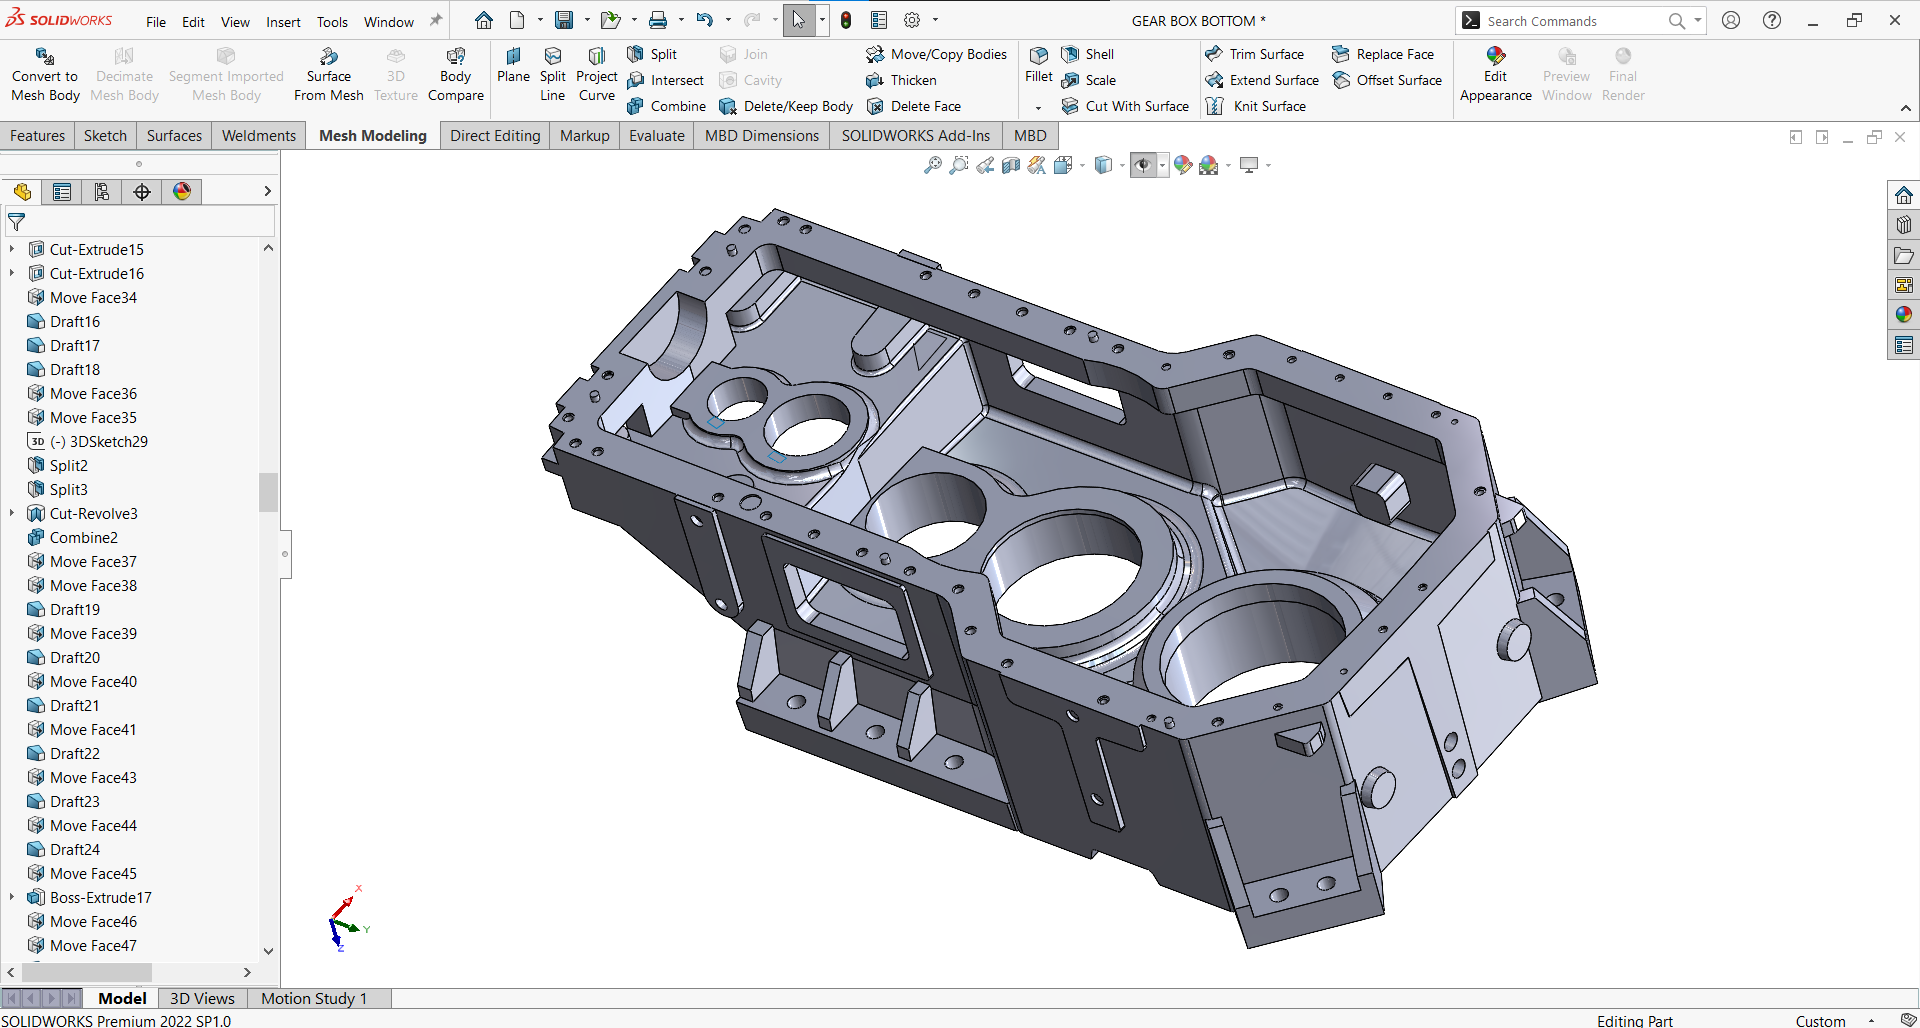 SOLIDWORKS File Edit View Insert Tools Window GEAR BOX BOTTOM * Search Commands
Convert to Mesh Body
Decimate Mesh Body
Segment Imported Mesh Body
Surface From Mesh
3D Texture
Body Compare
Plane
Split Line
Project Curve
Split
Intersect
Combine
Join
Cavity
Delete/Keep Body
Move/Copy Bodies
Thicken
Delete Face
Fillet
Shell
Scale
Cut With Surface
Trim Surface
Extend Surface
Knit Surface
Replace Face
Offset Surface
Edit Appearance
Preview Window
Final Render
Features Sketch Surfaces Weldments Mesh Modeling Direct Editing Markup Evaluate MBD Dimensions SOLIDWORKS Add-Ins MBD
Cut-Extrude15
Cut-Extrude16
Move Face34
Draft16
Draft17
Draft18
Move Face36
Move Face35
3D (-) 3DSketch29
Split2
Split3
Cut-Revolve3
Combine2
Move Face37
Move Face38
Draft19
Move Face39
Draft20
Move Face40
Draft21
Move Face41
Draft22
Move Face43
Draft23
Move Face44
Draft24
Move Face45
Boss-Extrude17
Move Face46
Move Face47
X
Y
Z
Model 3D Views Motion Study 1
SOLIDWORKS Premium 2022 SP1.0 Editing Part Custom